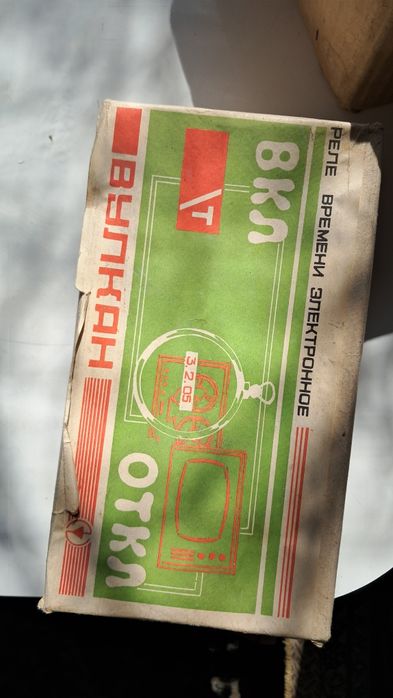 РЕЛЕ ВРЕМЕНИ ЭЛЕКТРОННОЕ
ВКЛ
\т
3.2.05
ОТКЛ
ВУЛКАН